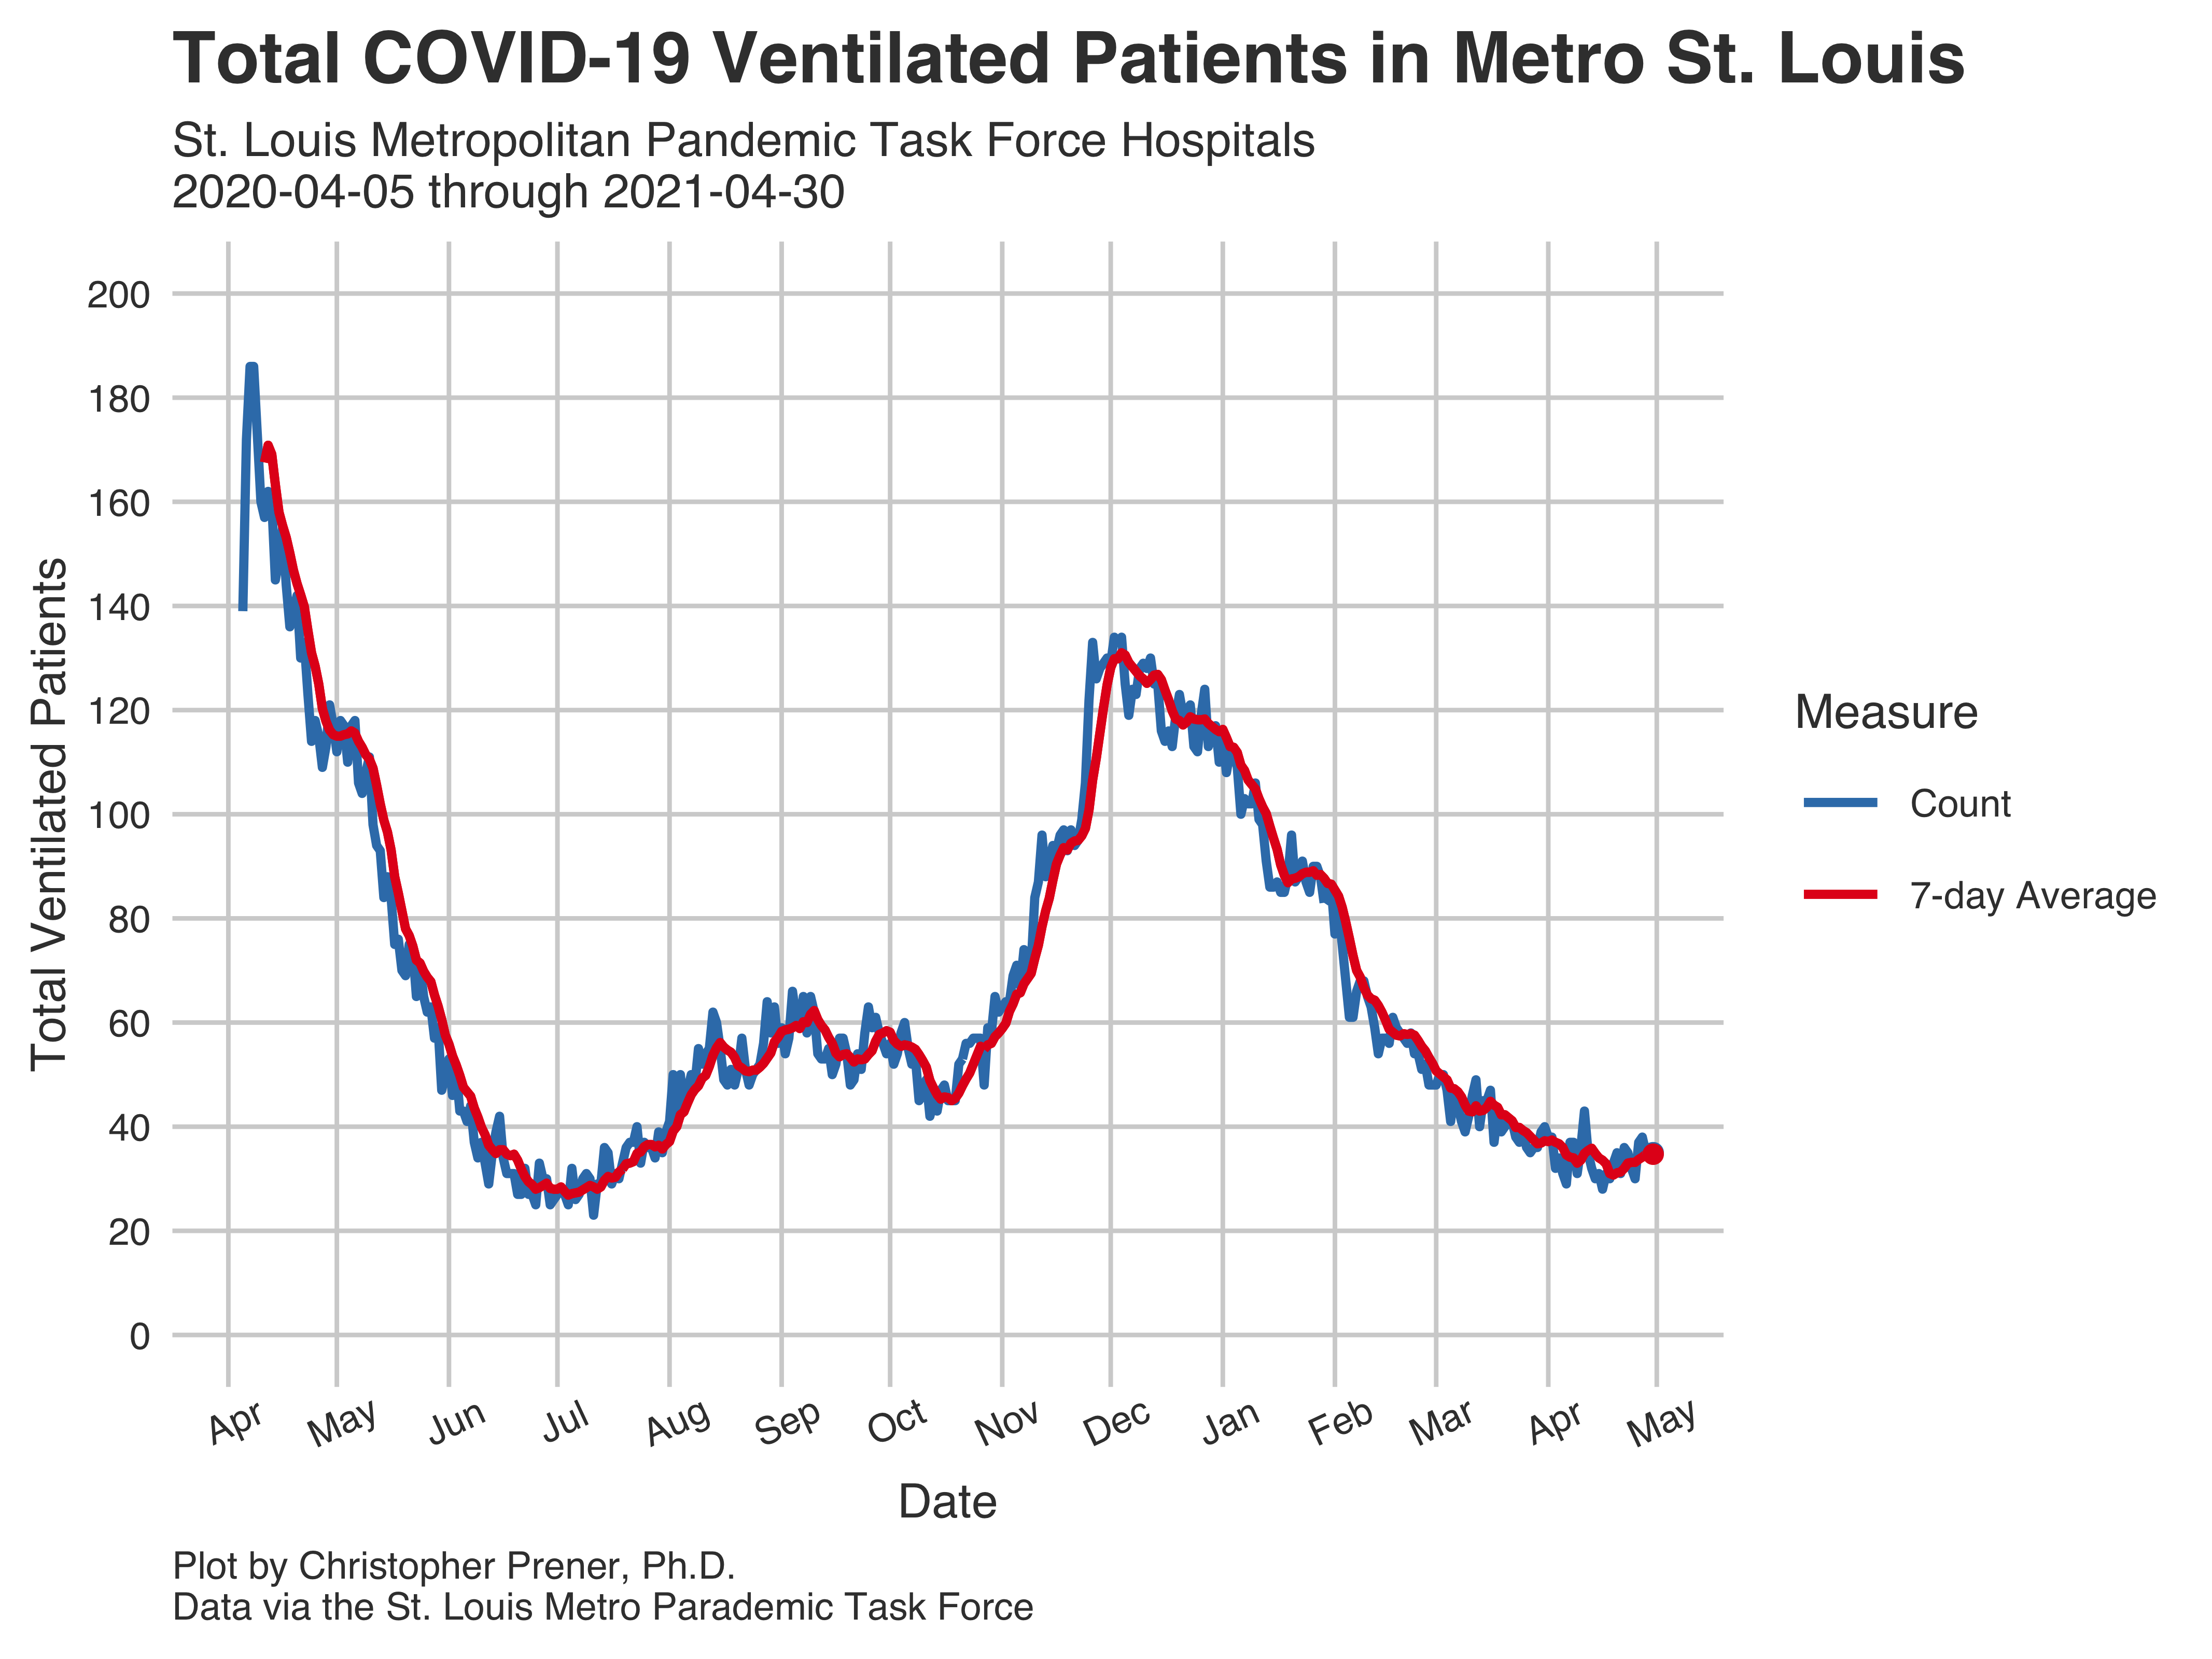 Total COVID-19 Ventilated Patients in Metro St. Louis
St. Louis Metropolitan Pandemic Task Force Hospitals
2020-04-05 through 2021-04-30
Total Ventilated Patients
200
180
160
140
120
100
80
60
40
20
0
Apr
May
Jun
Jul
Aug
Sep
Oct
Nov
Dec
Jan
Feb
Mar
Apr
May
Date
Measure
Count
7-day Average
Plot by Christopher Prener, Ph.D.
Data via the St. Louis Metro Parademic Task Force